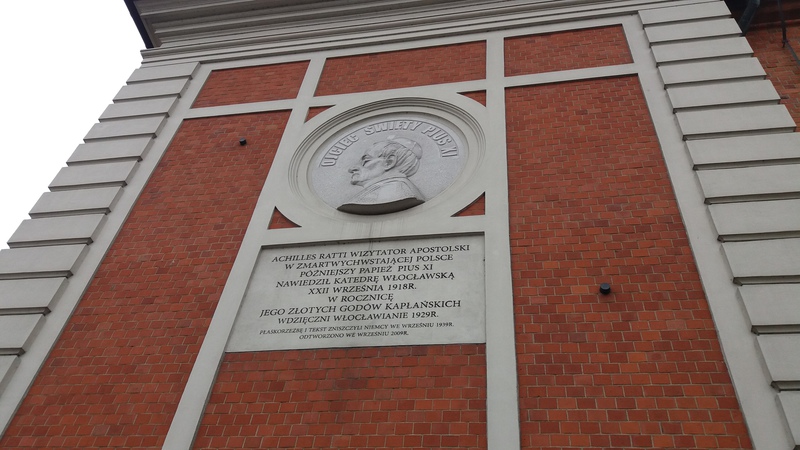 OJCIEC ŚWIĘTY PIUS XI
ACHILLES RATTI WIZYTATOR APOSTOLSKI
W ZMARTWYCHWSTAJĄCEJ POLSCE
PÓŹNIEJSZY PAPIEŻ PIUS XI
NAWIEDZIŁ KATEDRĘ WŁOCŁAWSKĄ
XXII WRZEŚNIA 1918R.
W ROCZNICĘ
JEGO ZŁOTYCH GODÓW KAPŁAŃSKICH
WDZIĘCZNI WŁOCŁAWIANIE 1929R.
PŁASKORZEŹBĘ I TEKST ZNISZCZYLI NIEMCY WE WRZEŚNIU 1939R.
ODTWORZONO WE WRZEŚNIU 2009R.